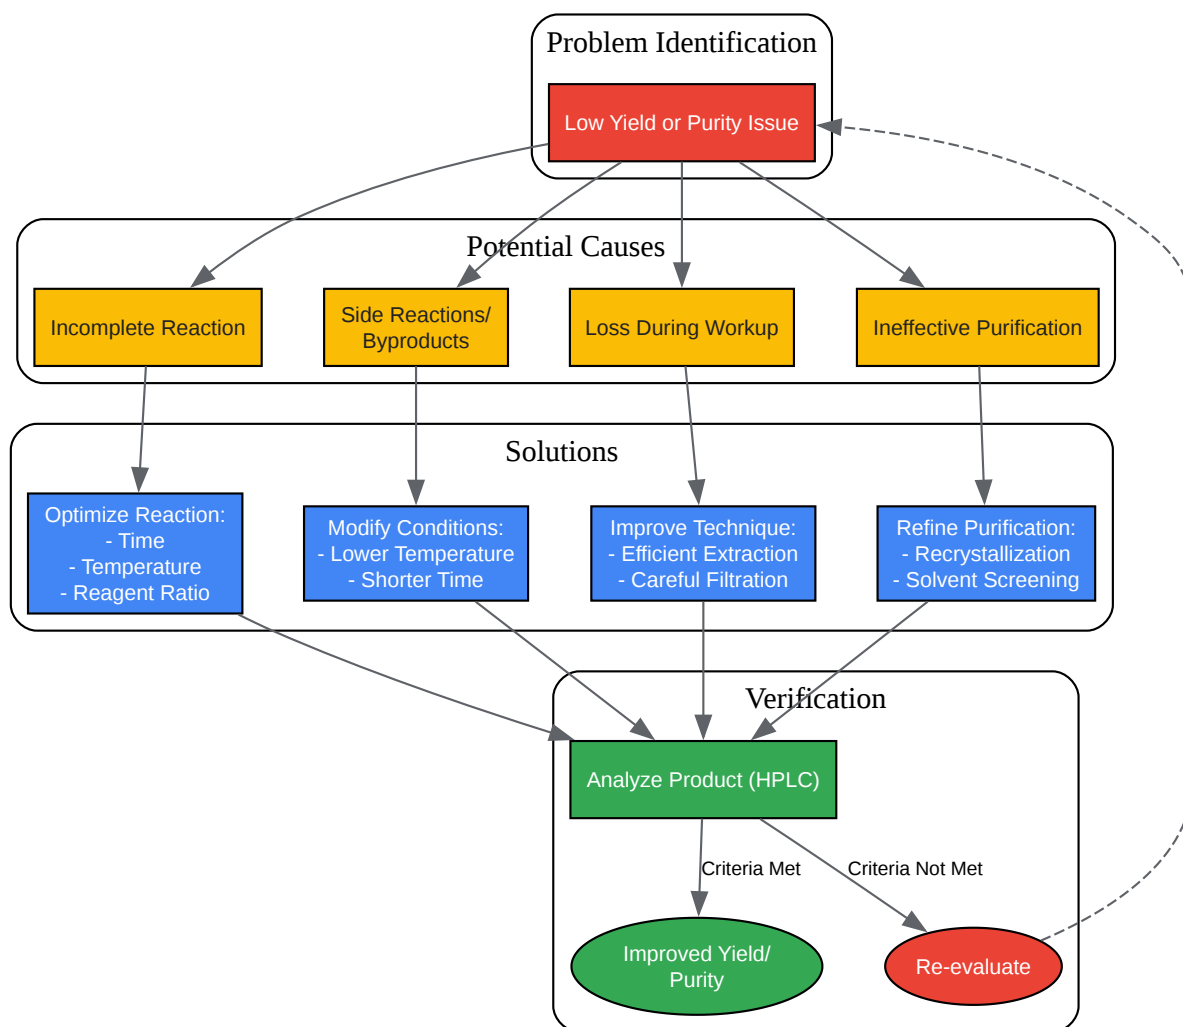 Problem Identification
Low Yield or Purity Issue
Potential Causes
Incomplete Reaction
Side Reactions/
Byproducts
Loss During Workup
Ineffective Purification
Solutions
Optimize Reaction:
- Time
- Temperature
- Reagent Ratio
Modify Conditions:
- Lower Temperature
- Shorter Time
Improve Technique:
- Efficient Extraction
- Careful Filtration
Refine Purification:
- Recrystallization
- Solvent Screening
Verification
Analyze Product (HPLC)
Criteria Met
Criteria Not Met
Improved Yield/
Purity
Re-evaluate